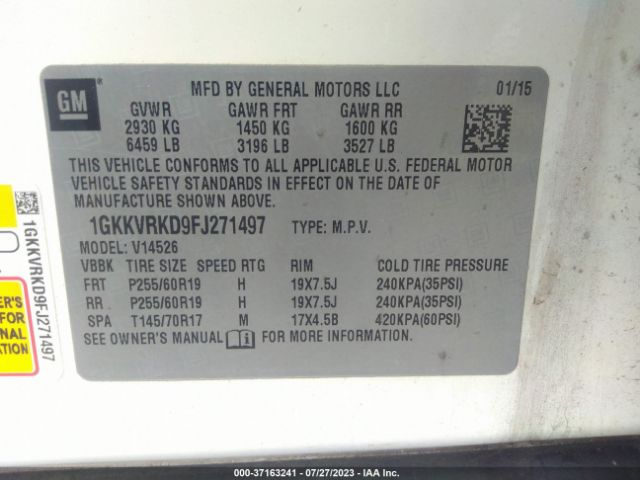 GM
MFD BY GENERAL MOTORS LLC 01/15
GVWR GAWR FRT GAWR RR
2930 KG 1450 KG 1600 KG
6459 LB 3196 LB 3527 LB
THIS VEHICLE CONFORMS TO ALL APPLICABLE U.S. FEDERAL MOTOR
VEHICLE SAFETY STANDARDS IN EFFECT ON THE DATE OF
MANUFACTURE SHOWN ABOVE.
1GKKVRKD9FJ271497 TYPE: M.P.V.
MODEL: V14526
VBBK TIRE SIZE SPEED RTG RIM COLD TIRE PRESSURE
FRT P255/60R19 H 19X7.5J 240KPA(35PSI)
RR P255/60R19 H 19X7.5J 240KPA(35PSI)
SPA T145/70R17 M 17X4.5B 420KPA(60PSI)
SEE OWNER'S MANUAL FOR MORE INFORMATION.
1GKKVRKD9FJ271497
ER'S
FOR
NAL
ATION
000-37163241 - 07/27/2023 - IAA Inc.